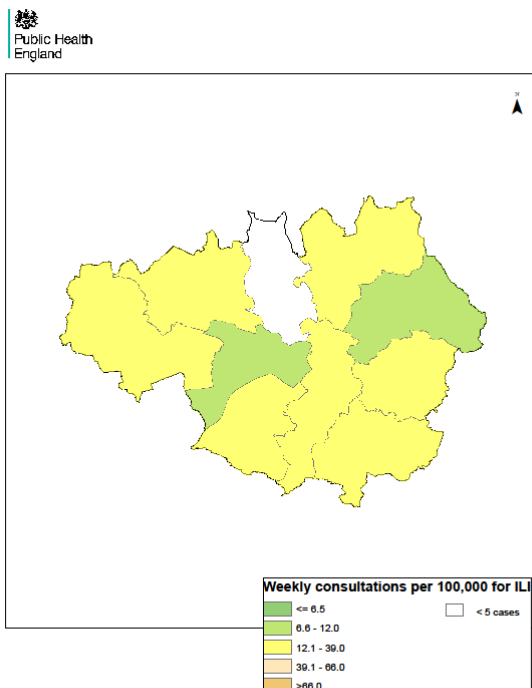 Public Health
England
N
Weekly consultations per 100,000 for ILI
<= 6.5
< 5 cases
6.6 - 12.0
12.1 - 39.0
39.1 - 66.0
>66.0